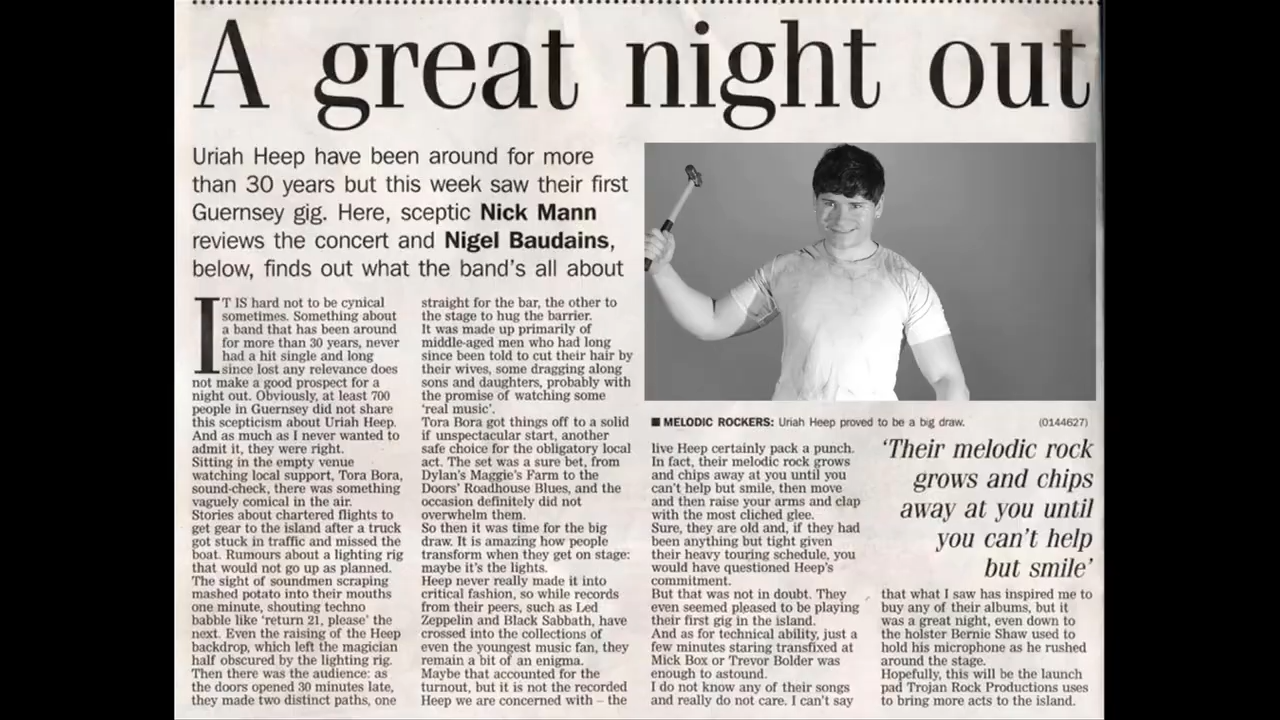 A great night out
Uriah Heep have been around for more
than 30 years but this week saw their first
Guernsey gig. Here, sceptic Nick Mann
reviews the concert and Nigel Baudains,
below, finds out what the band's all about
IT IS hard not to be cynical
sometimes. Something about
a band that has been around
for more than 30 years, never
had a hit single and long
since lost any relevance does
not make a good prospect for a
night out. Obviously, at least 700
people in Guernsey did not share
this scepticism about Uriah Heep.
And as much as I never wanted to
admit it, they were right.
Sitting in the empty venue
watching local support, Tora Bora,
sound-check, there was something
vaguely comical in the air.
Stories about chartered flights to
get gear to the island after a truck
got stuck in traffic and missed the
boat. Rumours about a lighting rig
that would not go up as planned.
The sight of soundmen scraping
mashed potato into their mouths
one minute, shouting techno
babble like 'return 21, please' the
next. Even the raising of the Heep
backdrop, which left the magician
half obscured by the lighting rig.
Then there was the audience: as
the doors opened 30 minutes late,
they made two distinct paths, one
straight for the bar, the other to
the stage to hug the barrier.
It was made up primarily of
middle-aged men who had long
since been told to cut their hair by
their wives, some dragging along
sons and daughters, probably with
the promise of watching some
'real music'.
Tora Bora got things off to a solid
if unspectacular start, another
safe choice for the obligatory local
act. The set was a sure bet, from
Dylan's Maggie's Farm to the
Doors' Roadhouse Blues, and the
occasion definitely did not
overwhelm them.
So then it was time for the big
draw. It is amazing how people
transform when they get on stage:
maybe it's the lights.
Heep never really made it into
critical fashion, so while records
from their peers, such as Led
Zeppelin and Black Sabbath, have
crossed into the collections of
even the youngest music fan, they
remain a bit of an enigma.
Maybe that accounted for the
turnout, but it is not the recorded
Heep we are concerned with – the
■ MELODIC ROCKERS: Uriah Heep proved to be a big draw. (0144627)
live Heep certainly pack a punch.
In fact, their melodic rock grows
and chips away at you until you
can't help but smile, then move
and then raise your arms and clap
with the most cliched glee.
Sure, they are old and, if they had
been anything but tight given
their heavy touring schedule, you
would have questioned Heep's
commitment.
But that was not in doubt. They
even seemed pleased to be playing
their first gig in the island.
And as for technical ability, just a
few minutes staring transfixed at
Mick Box or Trevor Bolder was
enough to astound.
I do not know any of their songs
and really do not care. I can't say
'Their melodic rock
grows and chips
away at you until
you can't help
but smile'
that what I saw has inspired me to
buy any of their albums, but it
was a great night, even down to
the holster Bernie Shaw used to
hold his microphone as he rushed
around the stage.
Hopefully, this will be the launch
pad Trojan Rock Productions uses
to bring more acts to the island.